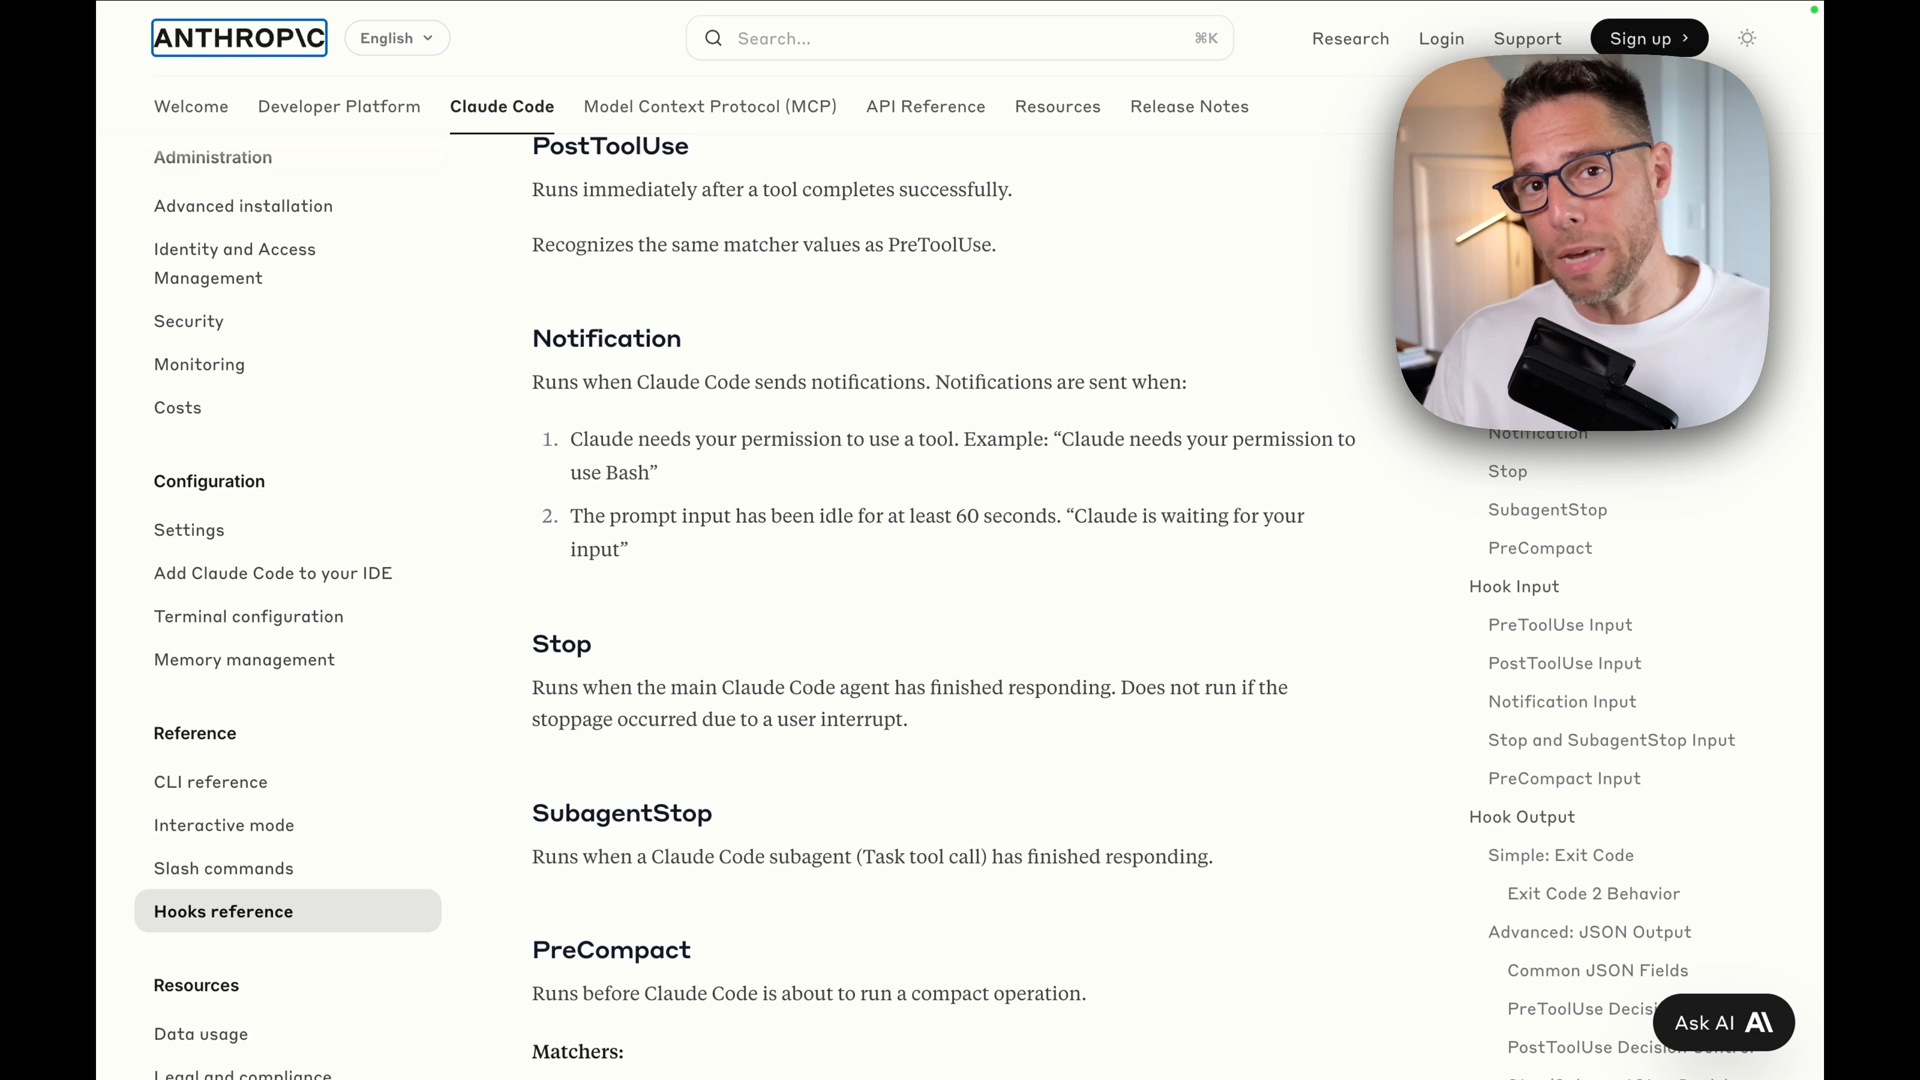 ANTHROP\C
English
Search...
⌘K
Research
Login
Support
Sign up
Welcome
Developer Platform
Claude Code
Model Context Protocol (MCP)
API Reference
Resources
Release Notes
Administration
Advanced installation
Identity and Access
Management
Security
Monitoring
Costs
Configuration
Settings
Add Claude Code to your IDE
Terminal configuration
Memory management
Reference
CLI reference
Interactive mode
Slash commands
Hooks reference
Resources
Data usage
Legal and compliance
PostToolUse
Runs immediately after a tool completes successfully.
Recognizes the same matcher values as PreToolUse.
Notification
Runs when Claude Code sends notifications. Notifications are sent when:
1. Claude needs your permission to use a tool. Example: “Claude needs your permission to
use Bash”
2. The prompt input has been idle for at least 60 seconds. “Claude is waiting for your
input”
Stop
Runs when the main Claude Code agent has finished responding. Does not run if the
stoppage occurred due to a user interrupt.
SubagentStop
Runs when a Claude Code subagent (Task tool call) has finished responding.
PreCompact
Runs before Claude Code is about to run a compact operation.
Matchers:
Notification
Stop
SubagentStop
PreCompact
Hook Input
PreToolUse Input
PostToolUse Input
Notification Input
Stop and SubagentStop Input
PreCompact Input
Hook Output
Simple: Exit Code
Exit Code 2 Behavior
Advanced: JSON Output
Common JSON Fields
PreToolUse
PostToolUse Decision Control
Ask AI